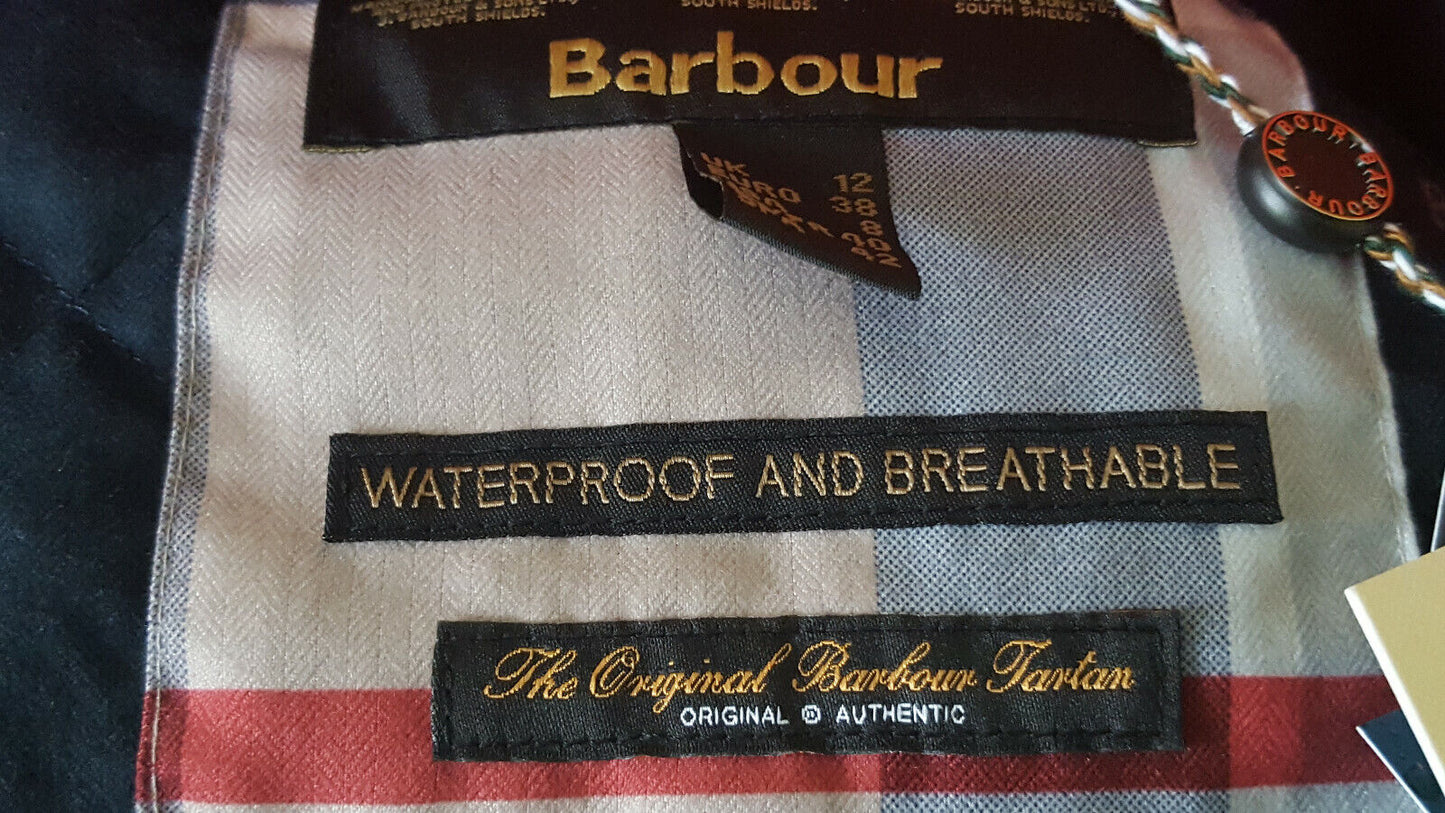 SOUTH SHIELDS.
SOUTH SHIELDS.
SOUTH SHIELDS.
Barbour
BARBOUR · BARBOUR ·
UK 12
EURO 38
WATERPROOF AND BREATHABLE
The Original Barbour Tartan
ORIGINAL AUTHENTIC